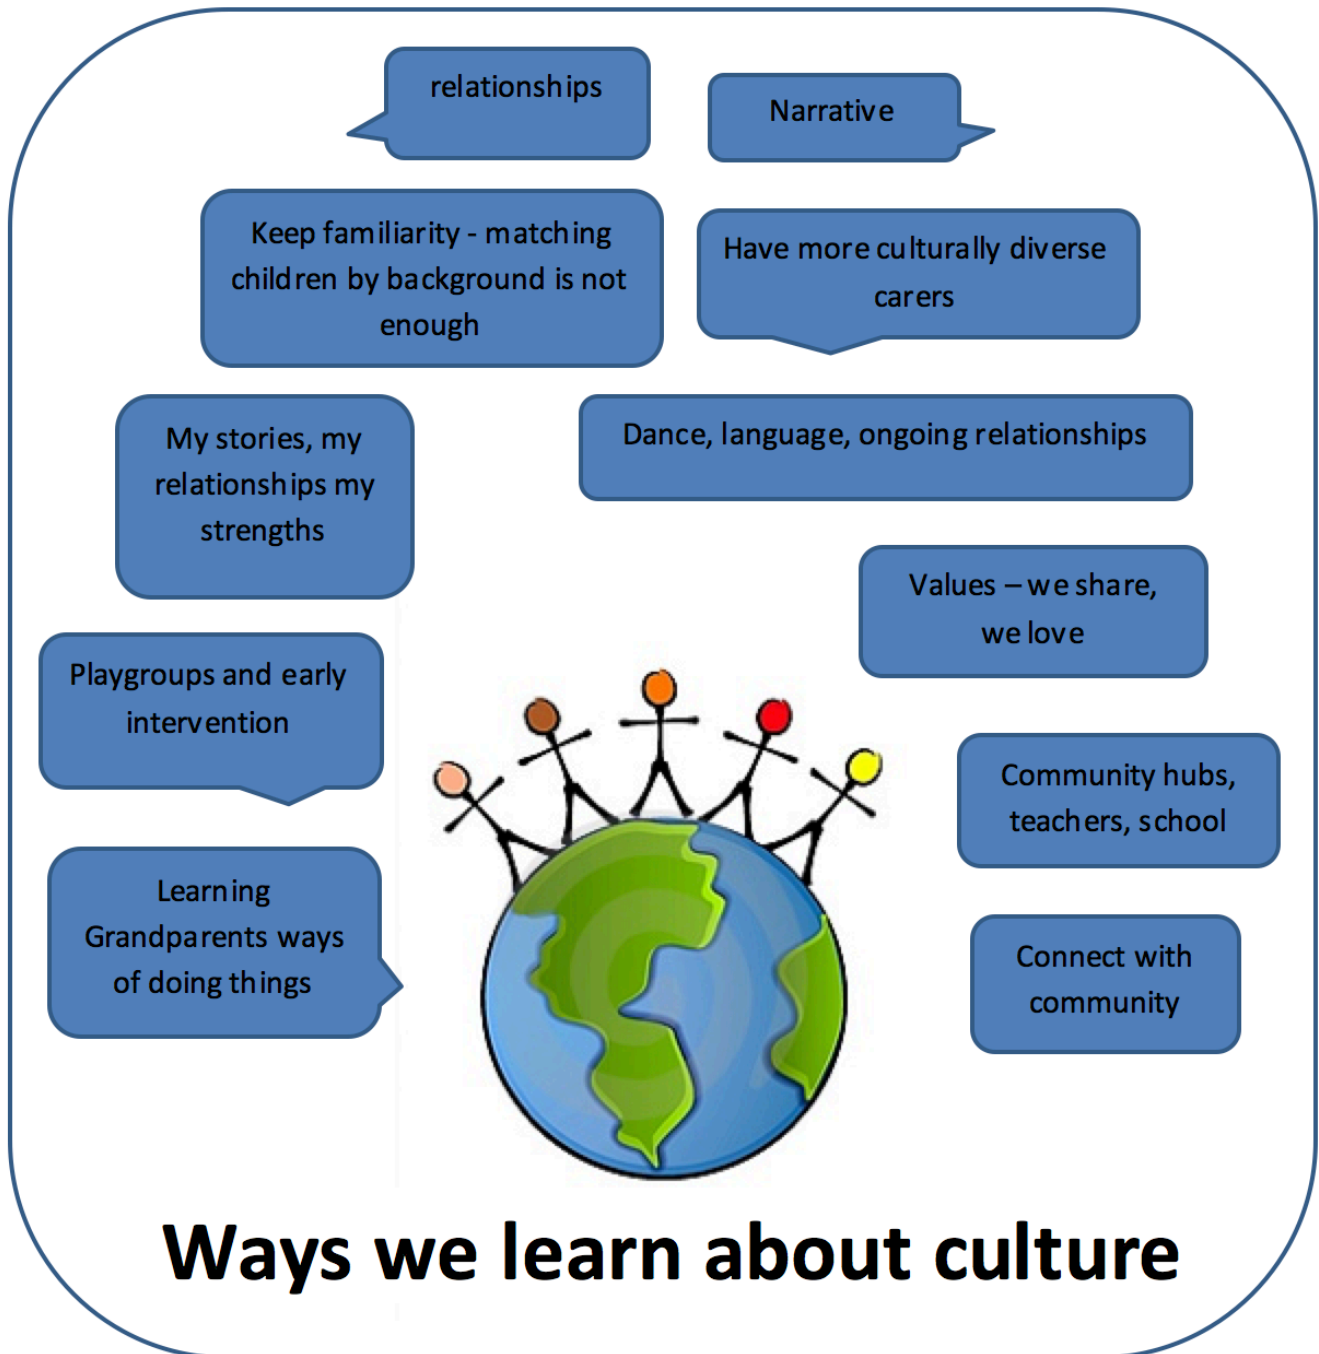 relationships
Narrative
Keep familiarity - matching
children by background is not
enough
Have more culturally diverse
carers
My stories, my
relationships my
strengths
Dance, language, ongoing relationships
Values – we share,
we love
Playgroups and early
intervention
Community hubs,
teachers, school
Learning
Grandparents ways
of doing things
Connect with
community
Ways we learn about culture